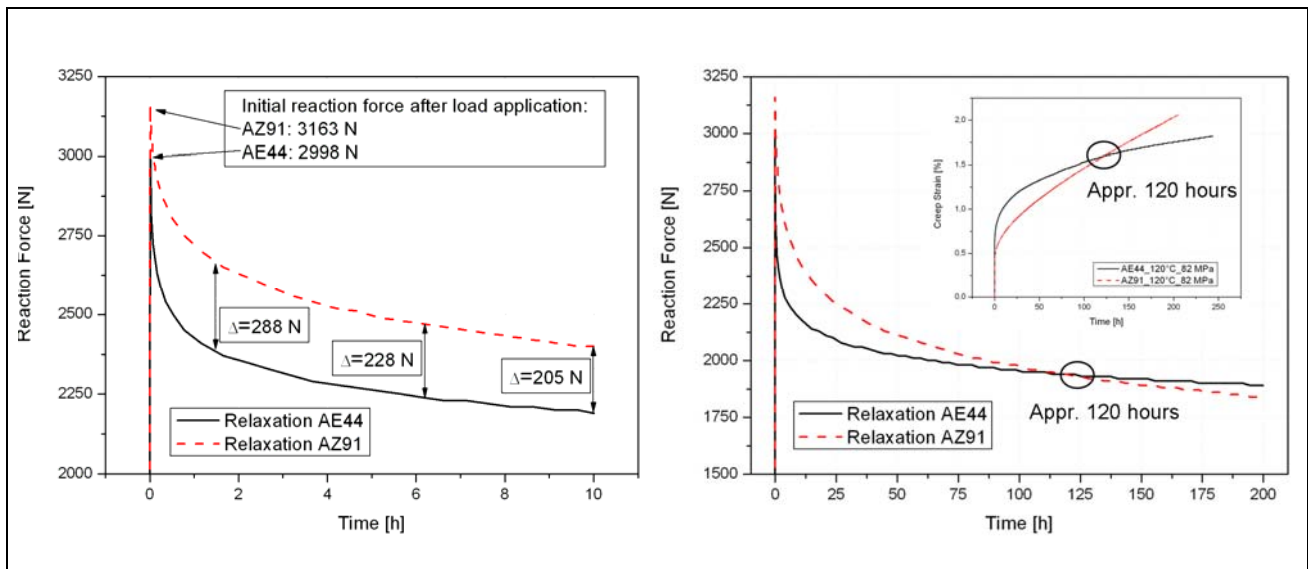 3250
3000
2750
2500
2250
2000
Reaction Force [N]
Initial reaction force after load application:
AZ91: 3163 N
AE44: 2998 N
Δ=288 N
Δ=228 N
Δ=205 N
Relaxation AE44
Relaxation AZ91
0 2 4 6 8 10
Time [h]
3250
3000
2750
2500
2250
2000
1750
1500
Reaction Force [N]
2.0
1.5
1.0
0.5
0.0
Creep Strain [%]
Appr. 120 hours
AE44_120°C_82 MPa
AZ91_120°C_82 MPa
0 50 100 150 200 250
Time [h]
Appr. 120 hours
Relaxation AE44
Relaxation AZ91
0 25 50 75 100 125 150 175 200
Time [h]